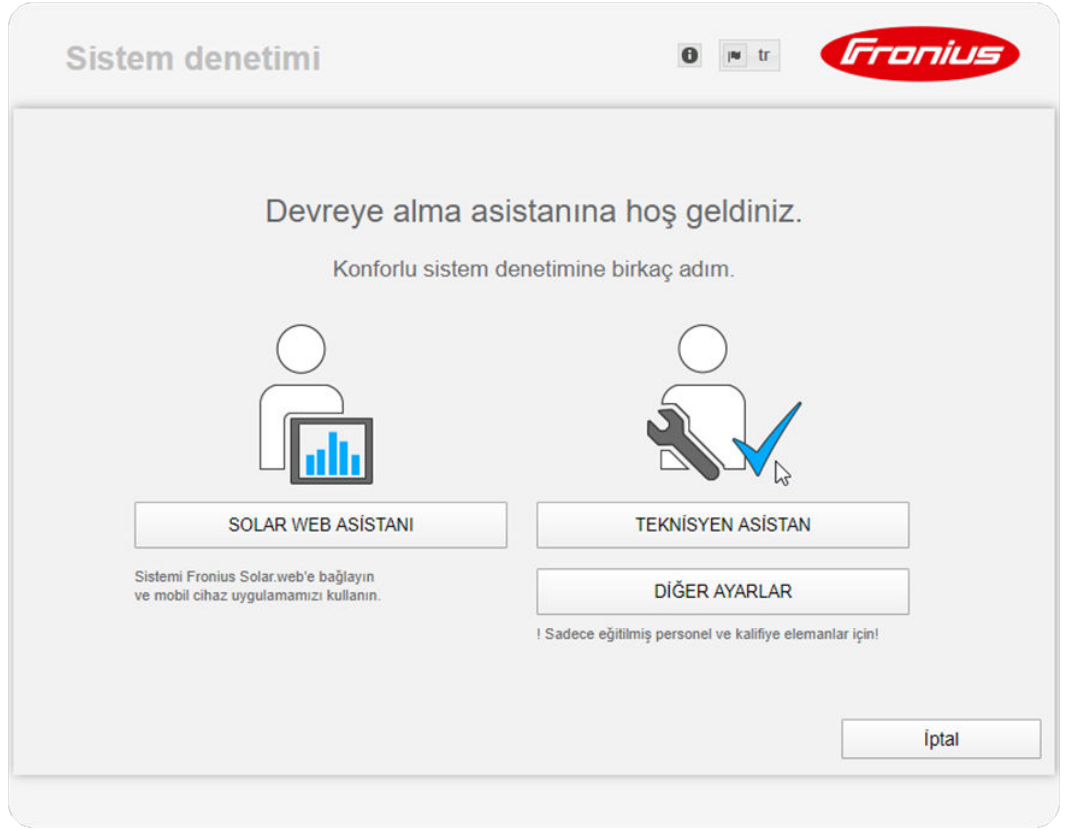 Sistem denetimi
tr
Fronius
Devreye alma asistanına hoş geldiniz.
Konforlu sistem denetimine birkaç adım.
SOLAR WEB ASİSTANI
Sistemi Fronius Solar.web'e bağlayın
ve mobil cihaz uygulamamızı kullanın.
TEKNİSYEN ASİSTAN
DİĞER AYARLAR
! Sadece eğitilmiş personel ve kalifiye elemanlar için!
İptal